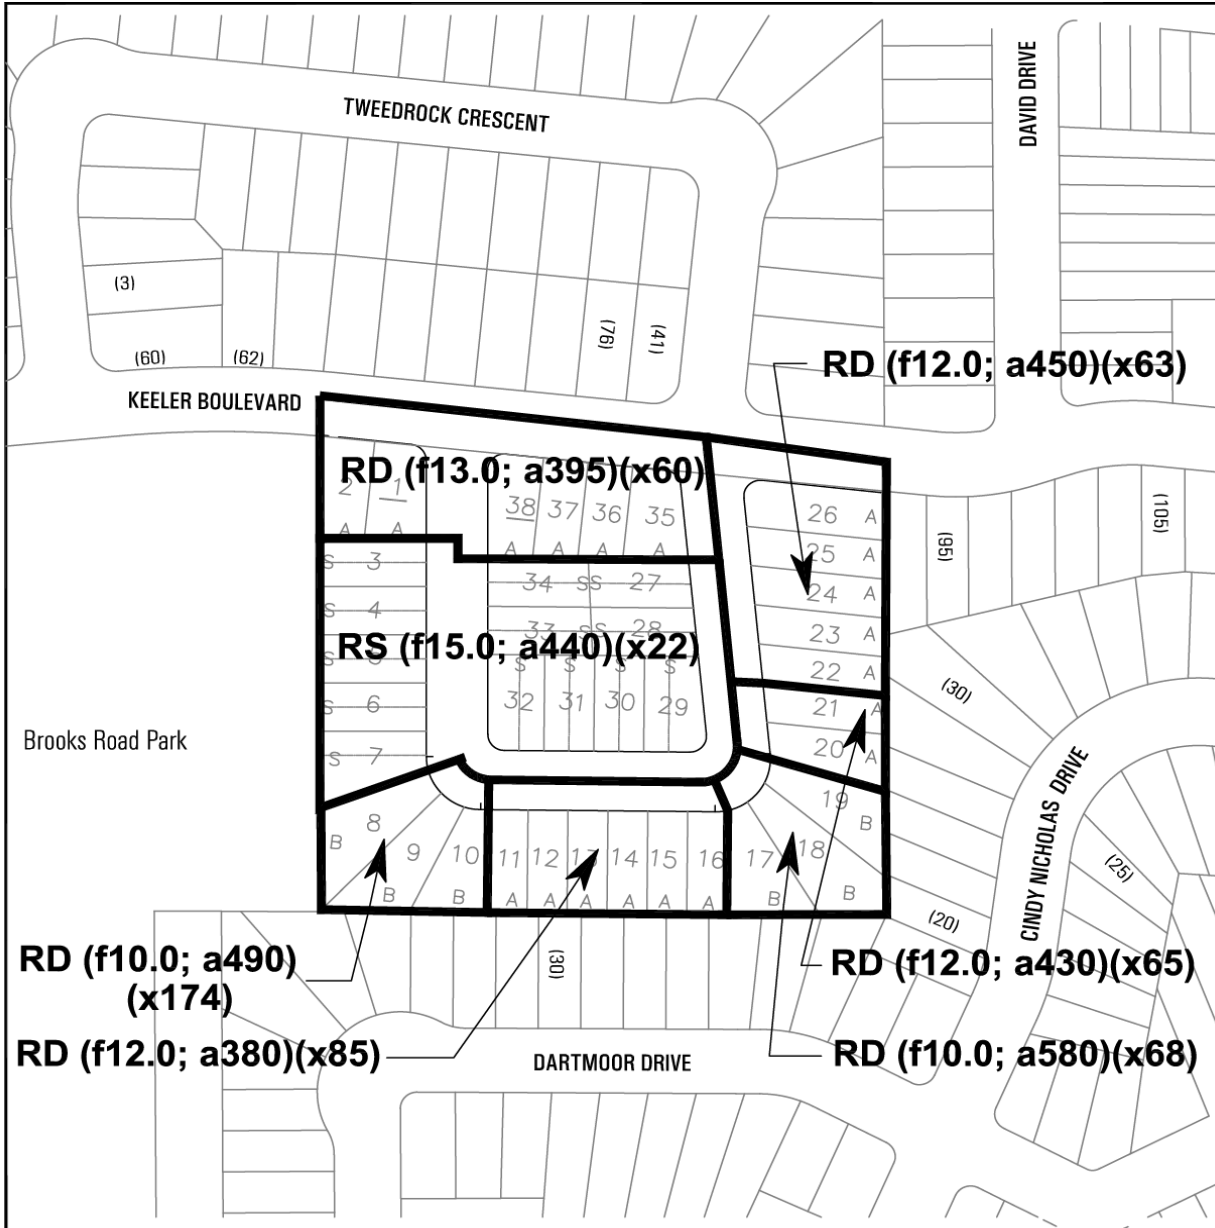 TWEEDROCK CRESCENT
DAVID DRIVE
(3)
(60)
(62)
(76)
(41)
RD (f12.0; a450)(x63)
KEELER BOULEVARD
RD (f13.0; a395)(x60)
2 1 38 37 36 35
A A A A A A
26 A
25 A
24 A
23 A
22 A
(95)
(105)
S 3
34 SS 27
S 4
33 SS 28
RS (f15.0; a440)(x22)
S 5
S S S S
S 6
32 31 30 29
S 7
21 A
20 A
(30)
Brooks Road Park
CINDY NICHOLAS DRIVE
(25)
(20)
8 9 10
B B B
11 12 13 14 15 16
A A A A A A
17 18 19
B B B
RD (f10.0; a490)
(x174)
(30)
RD (f12.0; a430)(x65)
RD (f12.0; a380)(x85)
DARTMOOR DRIVE
RD (f10.0; a580)(x68)